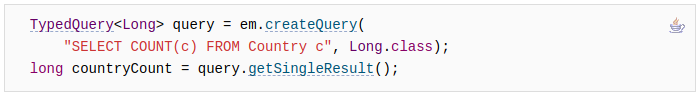 TypedQuery<Long> query = em.createQuery(
"SELECT COUNT(c) FROM Country c", Long.class);
long countryCount = query.getSingleResult();